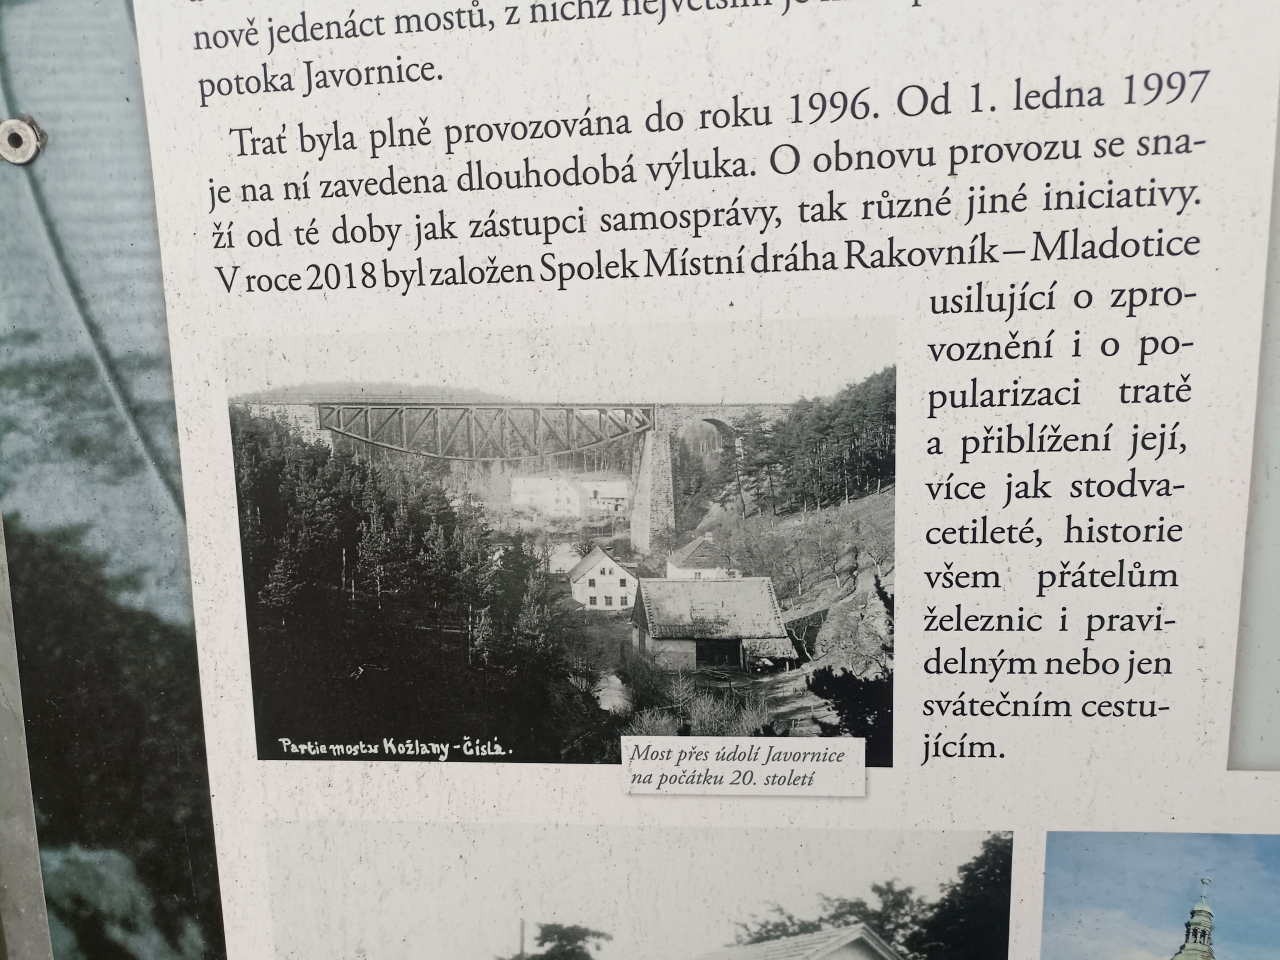 nově jedenáct mostů, z nichž největším je
potoka Javornice.
Trať byla plně provozována do roku 1996. Od 1. ledna 1997
je na ní zavedena dlouhodobá výluka. O obnovu provozu se sna-
ží od té doby jak zástupci samosprávy, tak různé jiné iniciativy.
V roce 2018 byl založen Spolek Místní dráha Rakovník – Mladotice
usilující o zpro-
voznění i o po-
pularizaci tratě
a přiblížení její,
více jak stodva-
cetileté, historie
všem přátelům
železnic i pravi-
delným nebo jen
svátečním cestu-
jícím.
Partie mostu Kožlany - Čistá.
Most přes údolí Javornice
na počátku 20. století